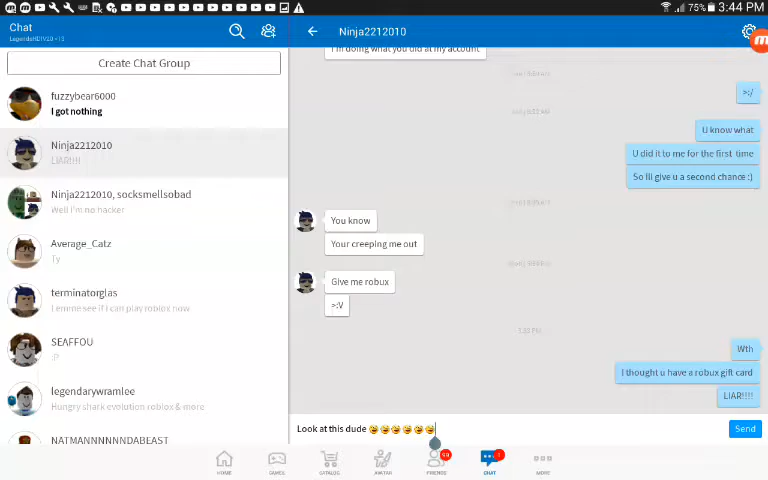 75% 3:44 PM
Chat
Create Chat Group
fuzzybear6000
I got nothing
Ninja2212010
LIAR!!!!
Ninja2212010, socksmellsobad
Well I'm no hacker
Average_Catz
Ty
terminatorglas
Lemme see if I can play roblox now
SEAFFOU
:P
legendarywramlee
Hungry shark evolution roblox & more
NATMANNNNNNDABEAST
Ninja2212010
I'm doing what you did at my account
>:/
U know what
U did it to me for the first time
So Ill give u a second chance :)
You know
Your creeping me out
Give me robux
>:V
Wth
I thought u have a robux gift card
LIAR!!!!
Look at this dude 😆😆😆😆😆😆
Send
HOME
GAMES
CATALOG
AVATAR
FRIENDS
99
CHAT
1
MORE